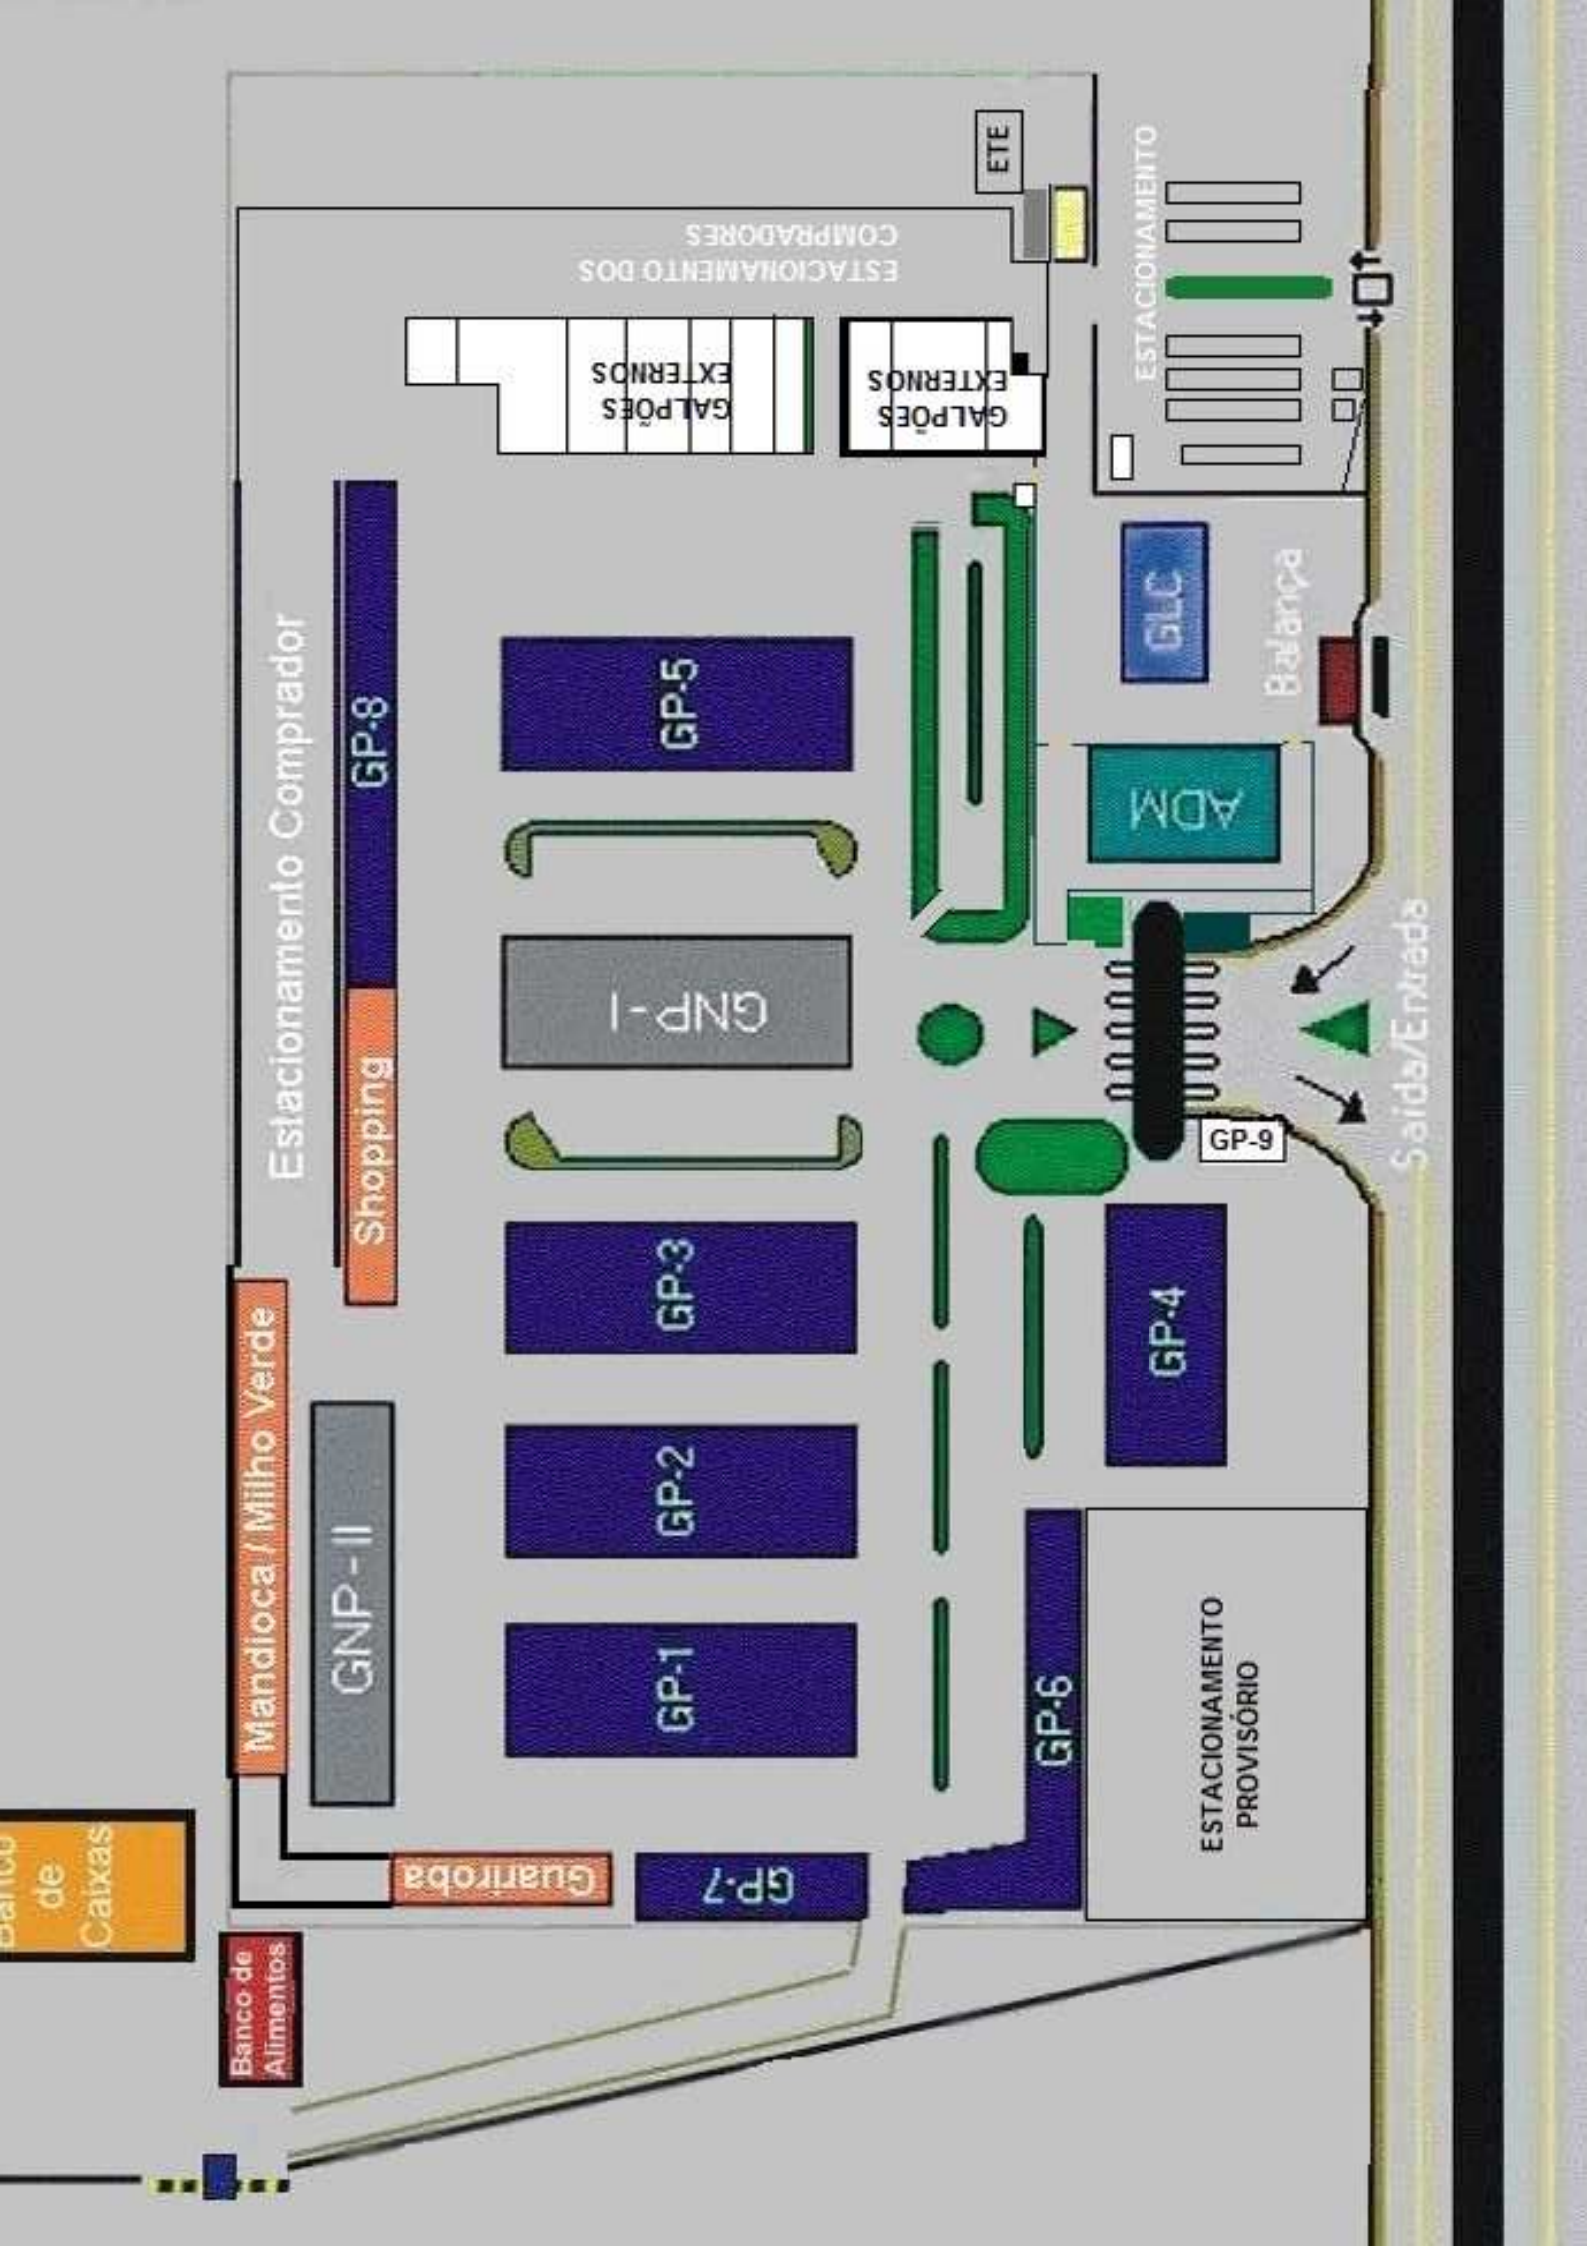 ETE
ESTACIONAMENTO
ESTACIONAMENTO DOS
COMPRADORES
GALPÕES
EXTERNOS
GALPÕES
EXTERNOS
Estacionamento Comprador
GP-8
GP-5
GLC
Balança
ADM
GNP-I
Shopping
Saída/Entrada
GP-9
GP-3
GP-4
Mandioca / Milho Verde
GNP-II
GP-2
GP-1
GP-6
ESTACIONAMENTO
PROVISÓRIO
Guariroba
GP-7
Banco
de
Caixas
Banco de
Alimentos